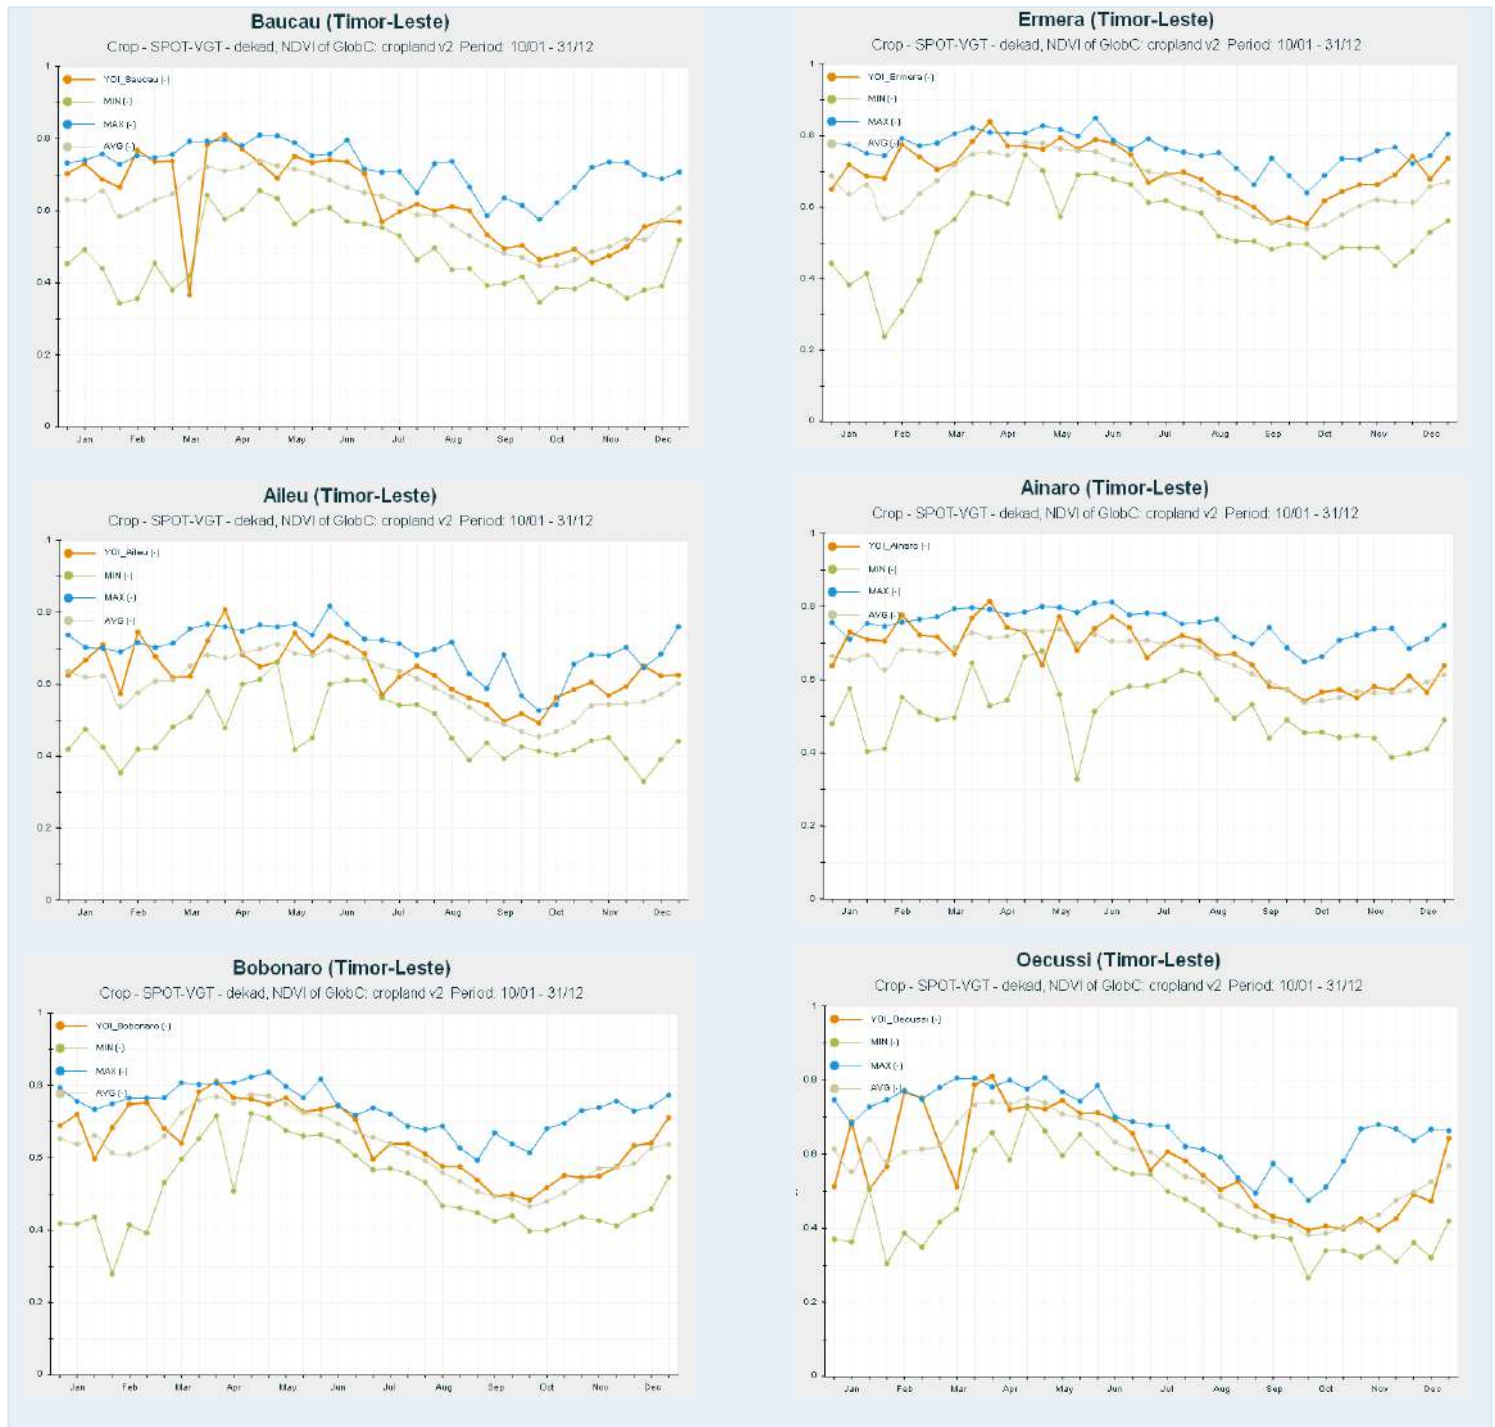 Baucau (Timor-Leste)
Crop - SPOT-VGT - dekad, NDVI of GlobC: cropland v2 Period: 10/01 - 31/12
YOI_Baucau (-)
MIN (-)
MAX (-)
AVG (-)
1
0.8
0.6
0.4
0.2
0
Jan Feb Mar Apr May Jun Jul Aug Sep Oct Nov Dec
Ermera (Timor-Leste)
Crop - SPOT-VGT - dekad, NDVI of GlobC: cropland v2 Period: 10/01 - 31/12
YOI_Ermera (-)
MIN (-)
MAX (-)
AVG (-)
1
0.8
0.6
0.4
0.2
0
Jan Feb Mar Apr May Jun Jul Aug Sep Oct Nov Dec
Aileu (Timor-Leste)
Crop - SPOT-VGT - dekad, NDVI of GlobC: cropland v2 Period: 10/01 - 31/12
YOI_Aileu (-)
MIN (-)
MAX (-)
AVG (-)
1
0.8
0.6
0.4
0.2
0
Jan Feb Mar Apr May Jun Jul Aug Sep Oct Nov Dec
Ainaro (Timor-Leste)
Crop - SPOT-VGT - dekad, NDVI of GlobC: cropland v2 Period: 10/01 - 31/12
YOI_Ainaro (-)
MIN (-)
MAX (-)
AVG (-)
1
0.8
0.6
0.4
0.2
0
Jan Feb Mar Apr May Jun Jul Aug Sep Oct Nov Dec
Bobonaro (Timor-Leste)
Crop - SPOT-VGT - dekad, NDVI of GlobC: cropland v2 Period: 10/01 - 31/12
YOI_Bobonaro (-)
MIN (-)
MAX (-)
AVG (-)
1
0.8
0.6
0.4
0.2
0
Jan Feb Mar Apr May Jun Jul Aug Sep Oct Nov Dec
Oecussi (Timor-Leste)
Crop - SPOT-VGT - dekad, NDVI of GlobC: cropland v2 Period: 10/01 - 31/12
YOI_Oecussi (-)
MIN (-)
MAX (-)
AVG (-)
1
0.8
0.6
0.4
0.2
0
Jan Feb Mar Apr May Jun Jul Aug Sep Oct Nov Dec